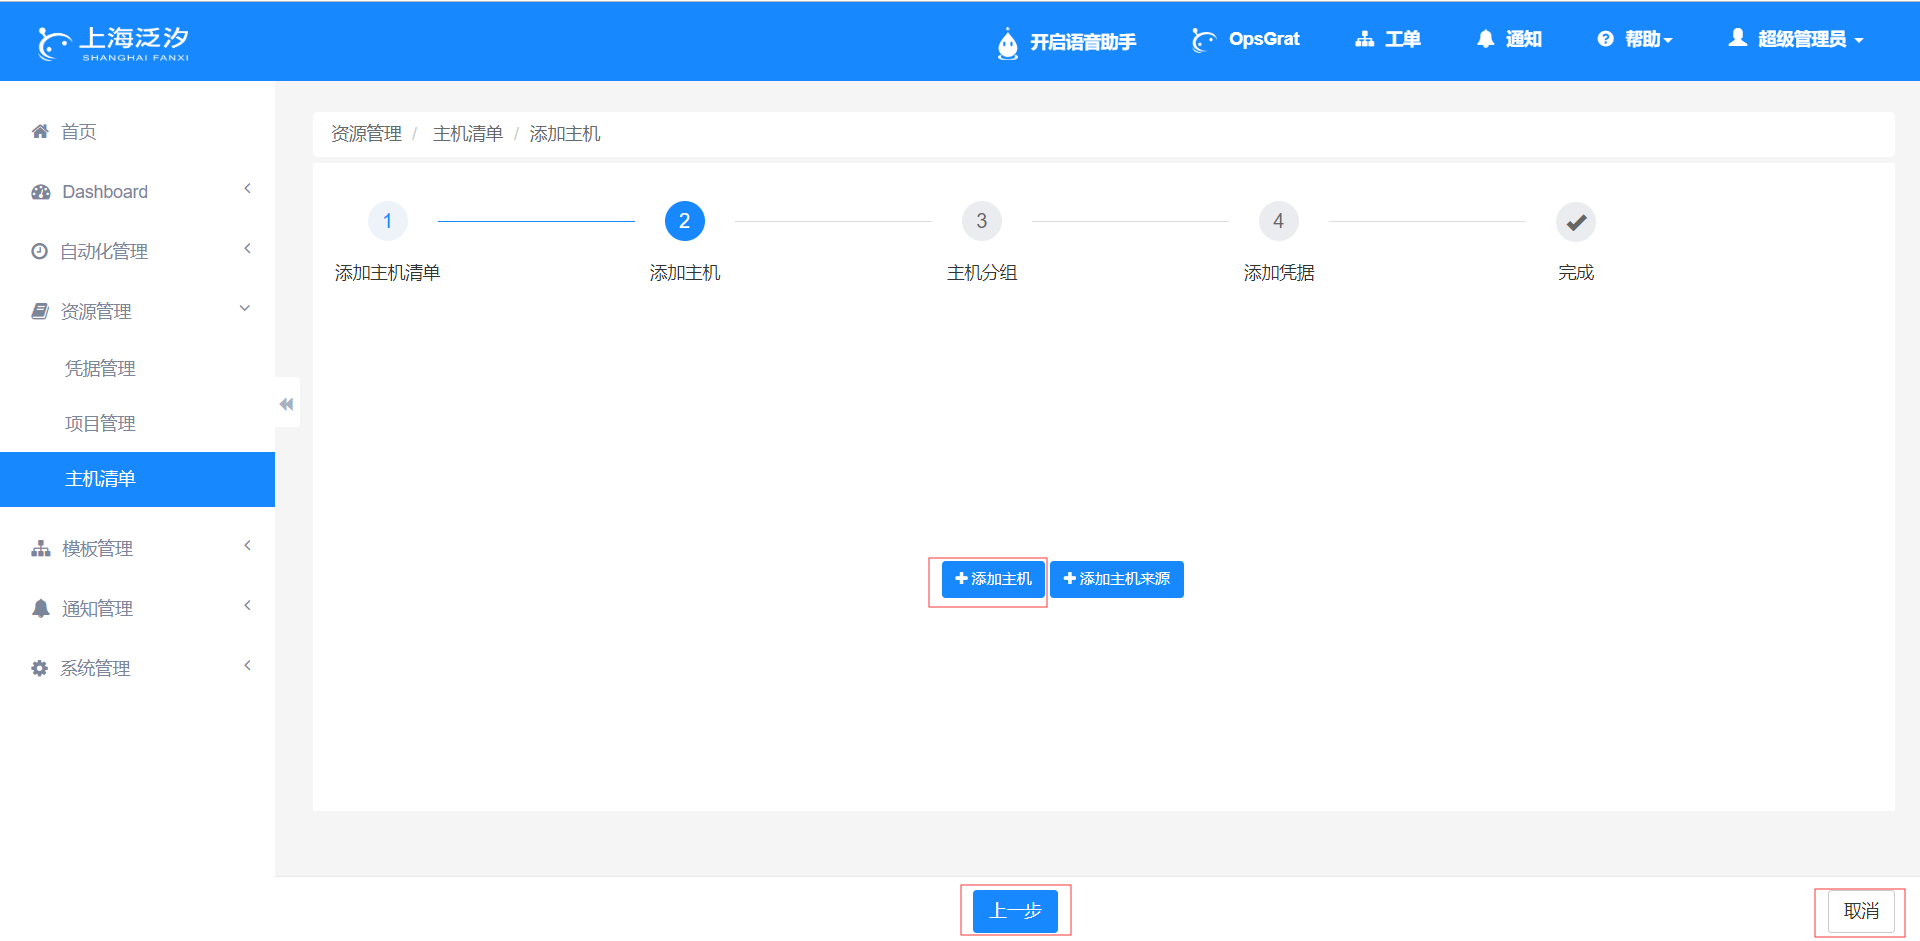 上海泛汐
SHANGHAI FANXI
开启语音助手
OpsGrat
工单
通知
帮助
超级管理员
首页
Dashboard
自动化管理
资源管理
凭据管理
项目管理
主机清单
模板管理
通知管理
系统管理
资源管理 / 主机清单 / 添加主机
1
2
3
4
添加主机清单
添加主机
主机分组
添加凭据
完成
添加主机
添加主机来源
上一步
取消